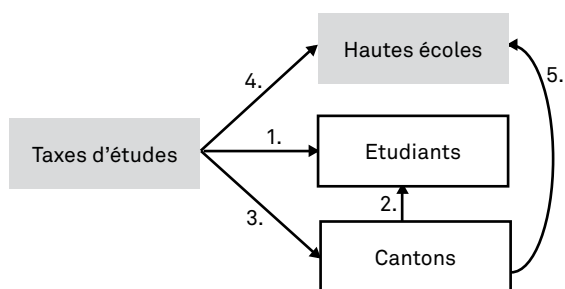 Hautes écoles
4.
5.
1.
Taxes d'études
Etudiants
2.
3.
Cantons